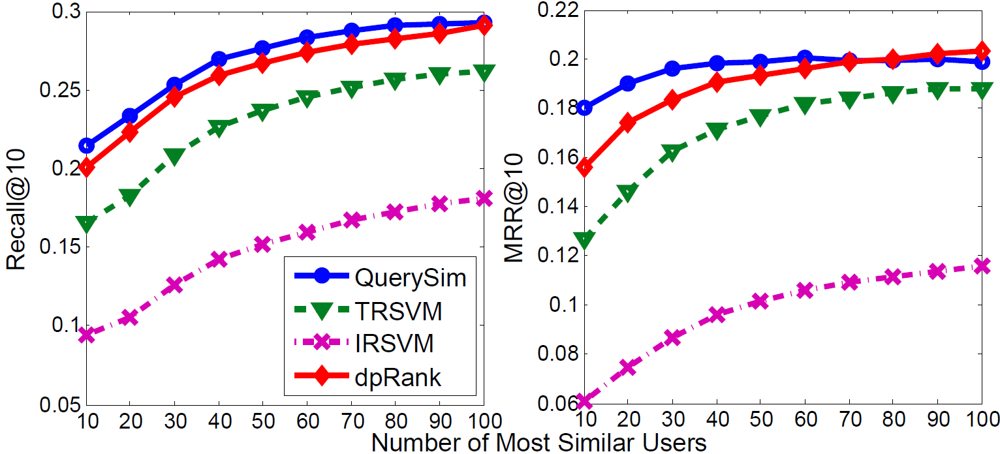 Recall@10
0.3
0.25
0.2
0.15
0.1
0.05
10 20 30 40 50 60 70 80 90 100
QuerySim
TRSVM
IRSVM
dpRank
MRR@10
0.22
0.2
0.18
0.16
0.14
0.12
0.1
0.08
0.06
10 20 30 40 50 60 70 80 90 100
Number of Most Similar Users